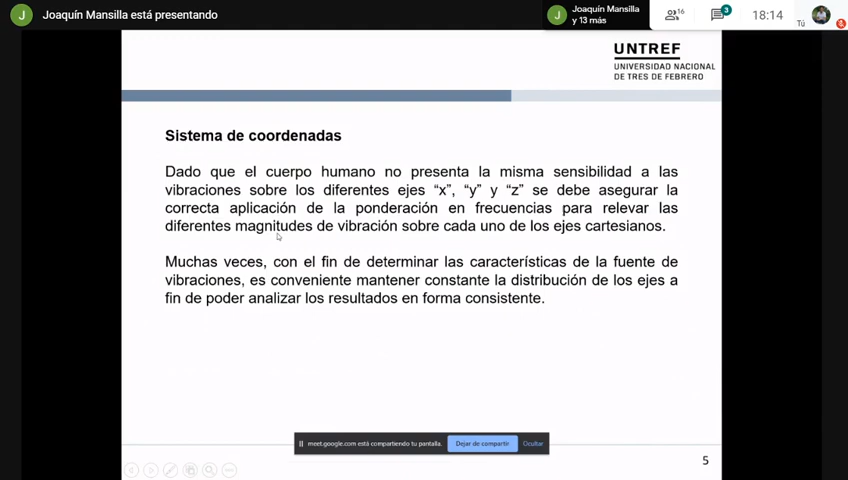 J Joaquín Mansilla está presentando
J Joaquín Mansilla
y 13 más
16
3
18:14
Tú
UNTREF
UNIVERSIDAD NACIONAL
DE TRES DE FEBRERO
Sistema de coordenadas
Dado que el cuerpo humano no presenta la misma sensibilidad a las
vibraciones sobre los diferentes ejes “x”, “y” y “z” se debe asegurar la
correcta aplicación de la ponderación en frecuencias para relevar las
diferentes magnitudes de vibración sobre cada uno de los ejes cartesianos.
Muchas veces, con el fin de determinar las características de la fuente de
vibraciones, es conveniente mantener constante la distribución de los ejes a
fin de poder analizar los resultados en forma consistente.
meet.google.com está compartiendo tu pantalla. Dejar de compartir Ocultar
5